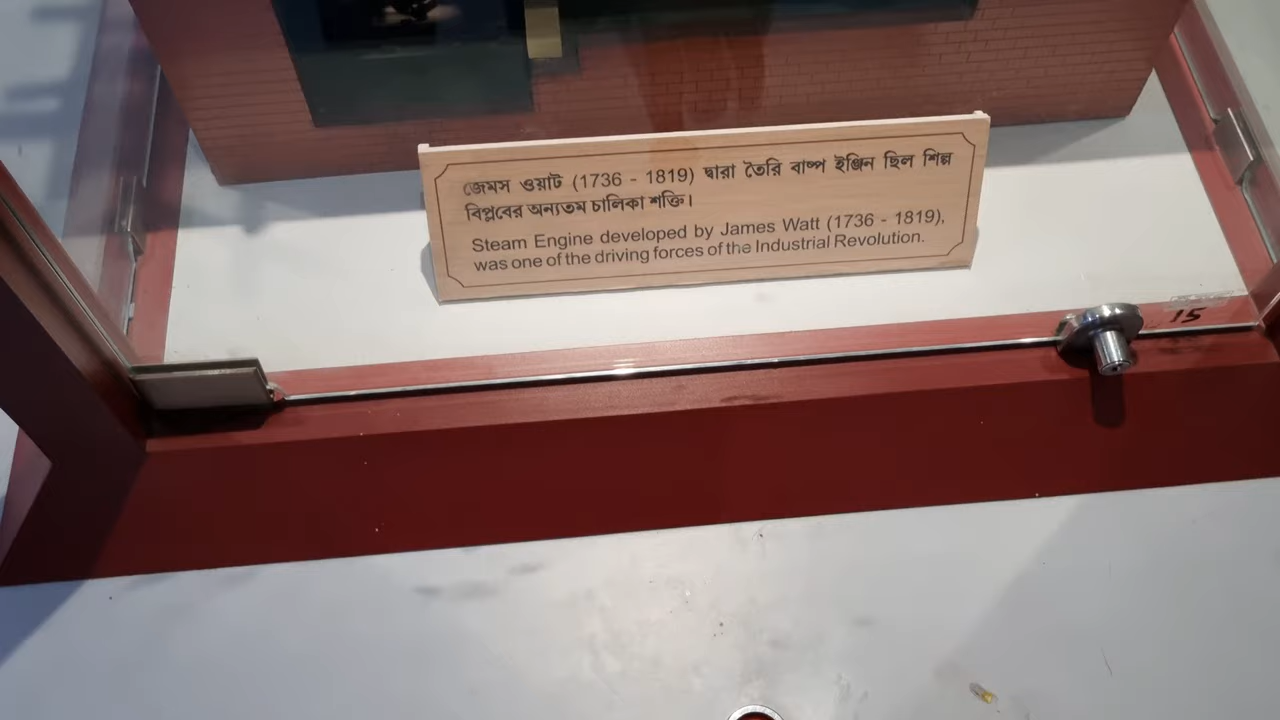 জেমস ওয়াট (1736 - 1819) দ্বারা তৈরি বাষ্প ইঞ্জিন ছিল শিল্প
বিপ্লবের অন্যতম চালিকা শক্তি।
Steam Engine developed by James Watt (1736 - 1819),
was one of the driving forces of the Industrial Revolution.
15